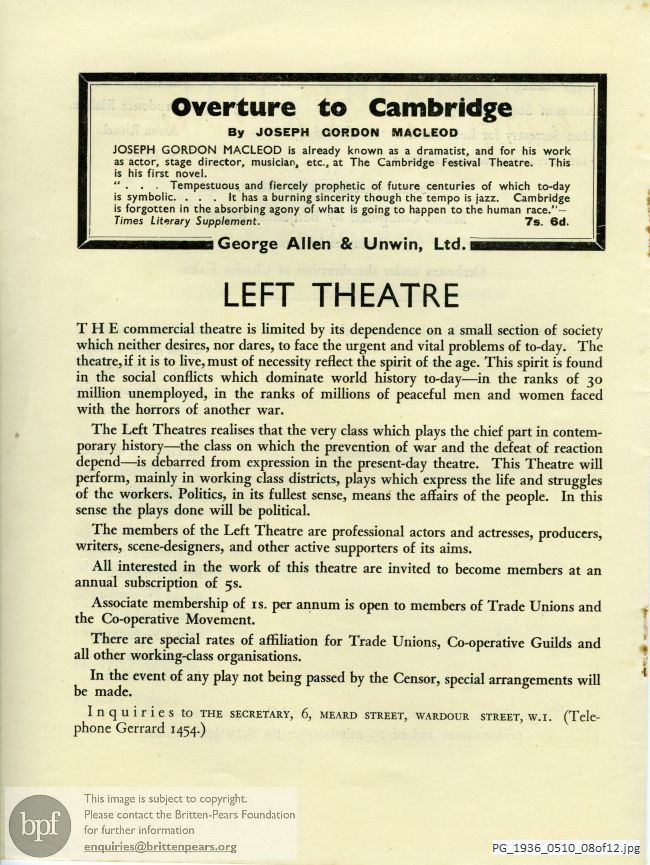 Overture to Cambridge
By JOSEPH GORDON MACLEOD
JOSEPH GORDON MACLEOD is already known as a dramatist, and for his work
as actor, stage director, musician, etc., at The Cambridge Festival Theatre. This
is his first novel.
" . . . Tempestuous and fiercely prophetic of future centuries of which to-day
is symbolic. . . . It has a burning sincerity though the tempo is jazz. Cambridge
is forgotten in the absorbing agony of what is going to happen to the human race."—
Times Literary Supplement. 7s. 6d.
George Allen & Unwin, Ltd.
LEFT THEATRE
THE commercial theatre is limited by its dependence on a small section of society
which neither desires, nor dares, to face the urgent and vital problems of to-day. The
theatre, if it is to live, must of necessity reflect the spirit of the age. This spirit is found
in the social conflicts which dominate world history to-day—in the ranks of 30
million unemployed, in the ranks of millions of peaceful men and women faced
with the horrors of another war.
The Left Theatres realises that the very class which plays the chief part in contem-
porary history—the class on which the prevention of war and the defeat of reaction
depend—is debarred from expression in the present-day theatre. This Theatre will
perform, mainly in working class districts, plays which express the life and struggles
of the workers. Politics, in its fullest sense, means the affairs of the people. In this
sense the plays done will be political.
The members of the Left Theatre are professional actors and actresses, producers,
writers, scene-designers, and other active supporters of its aims.
All interested in the work of this theatre are invited to become members at an
annual subscription of 5s.
Associate membership of 1s. per annum is open to members of Trade Unions and
the Co-operative Movement.
There are special rates of affiliation for Trade Unions, Co-operative Guilds and
all other working-class organisations.
In the event of any play not being passed by the Censor, special arrangements will
be made.
Inquiries to THE SECRETARY, 6, MEARD STREET, WARDOUR STREET, W.1. (Tele-
phone Gerrard 1454.)
bpf
This image is subject to copyright.
Please contact the Britten-Pears Foundation
for further information
enquiries@brittenpears.org
PG_1936_0510_08of12.jpg